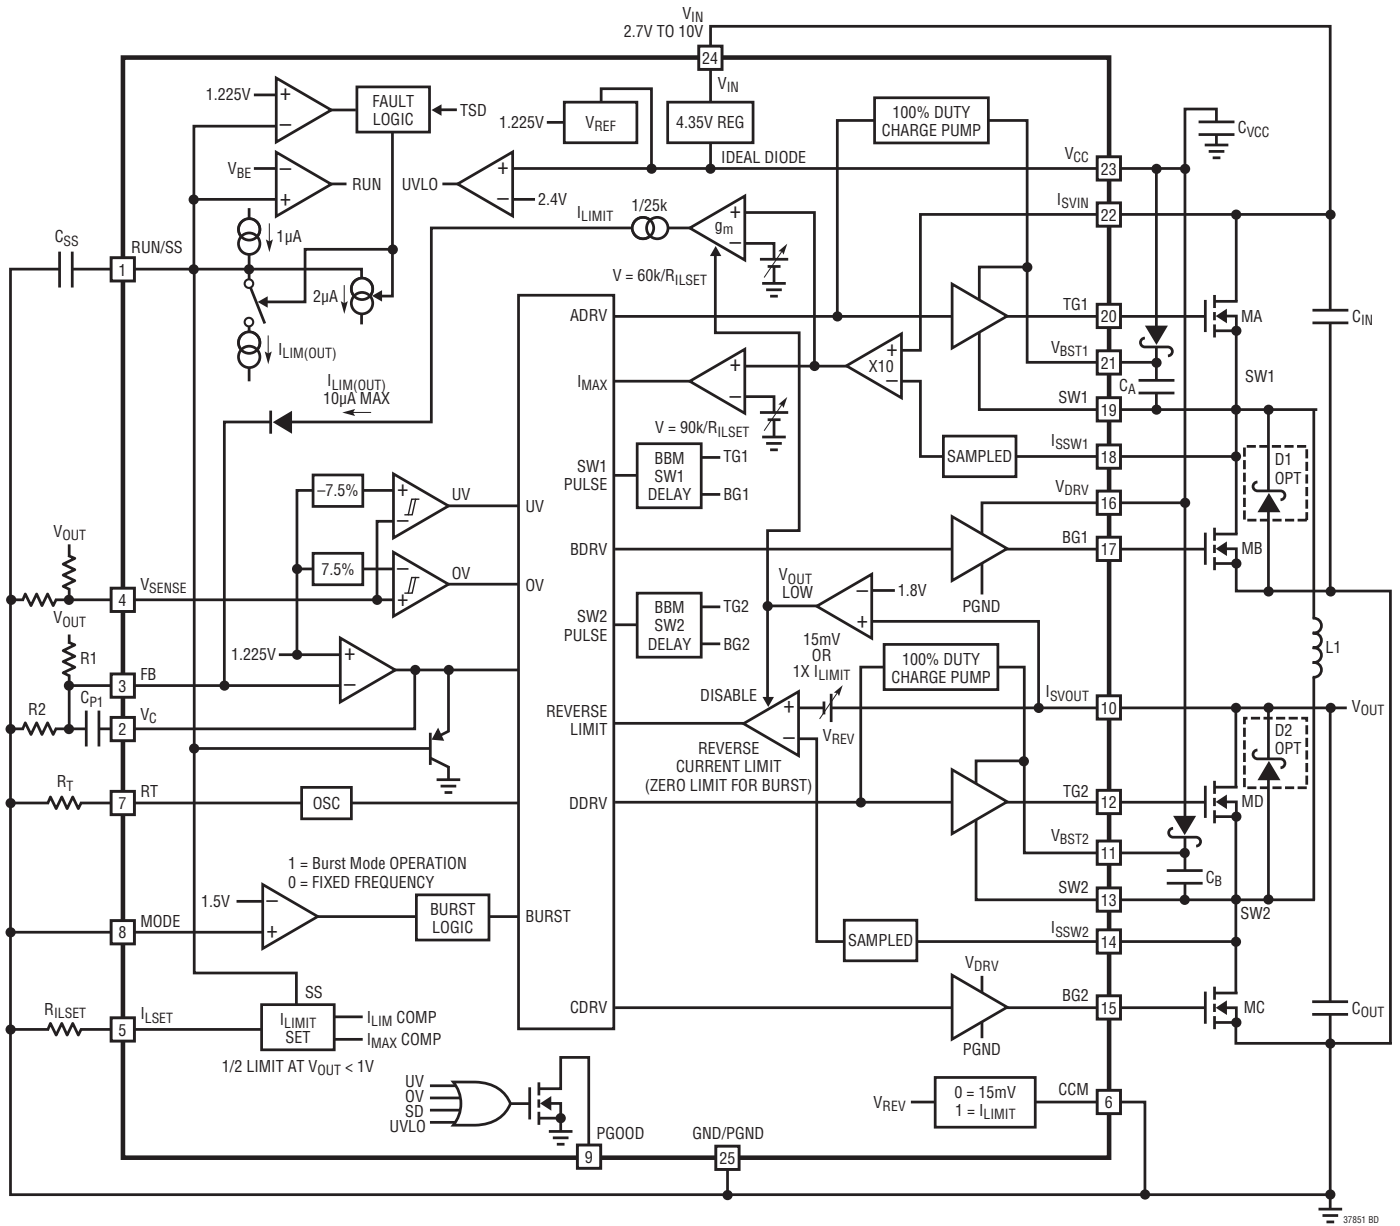 VIN
2.7V TO 10V
24
VIN
1.225V
+
−
FAULT
LOGIC
TSD
1.225V
VREF
4.35V REG
100% DUTY
CHARGE PUMP
CVCC
VBE
−
+
RUN
UVLO
+
−
2.4V
IDEAL DIODE
VCC
23
ILIMIT
1/25k
gm
+
−
ISVIN
22
CSS
RUN/SS
1
1µA
2µA
V = 60k/RILSET
ILIM(OUT)
ADRV
TG1
20
MA
CIN
X10
+
−
VBST1
21
CA
SW1
ILIM(OUT)
10µA MAX
IMAX
+
−
SW1
19
V = 90k/RILSET
SAMPLED
ISSW1
18
D1
OPT
SW1
PULSE
BBM
SW1
DELAY
TG1
BG1
VDRV
16
−7.5%
+
−
UV
UV
BDRV
BG1
17
MB
PGND
VOUT
7.5%
−
+
OV
OV
VSENSE
4
VOUT
LOW
−
+
1.8V
VOUT
SW2
PULSE
BBM
SW2
DELAY
TG2
BG2
15mV
OR
1X ILIMIT
100% DUTY
CHARGE PUMP
L1
R1
1.225V
+
−
FB
3
DISABLE
ISVOUT
10
VOUT
R2
CP1
VC
2
REVERSE
LIMIT
+
−
VREV
REVERSE
CURRENT LIMIT
(ZERO LIMIT FOR BURST)
D2
OPT
RT
RT
7
OSC
DDRV
TG2
12
MD
VBST2
11
CB
1 = Burst Mode OPERATION
0 = FIXED FREQUENCY
1.5V
−
+
BURST
LOGIC
BURST
SW2
13
SW2
MODE
8
SAMPLED
ISSW2
14
VDRV
SS
RILSET
ILSET
5
ILIMIT
SET
ILIM COMP
IMAX COMP
CDRV
BG2
15
MC
COUT
PGND
1/2 LIMIT AT VOUT < 1V
UV
OV
SD
UVLO
VREV
0 = 15mV
1 = ILIMIT
CCM
6
PGOOD
9
GND/PGND
25
37851 BD